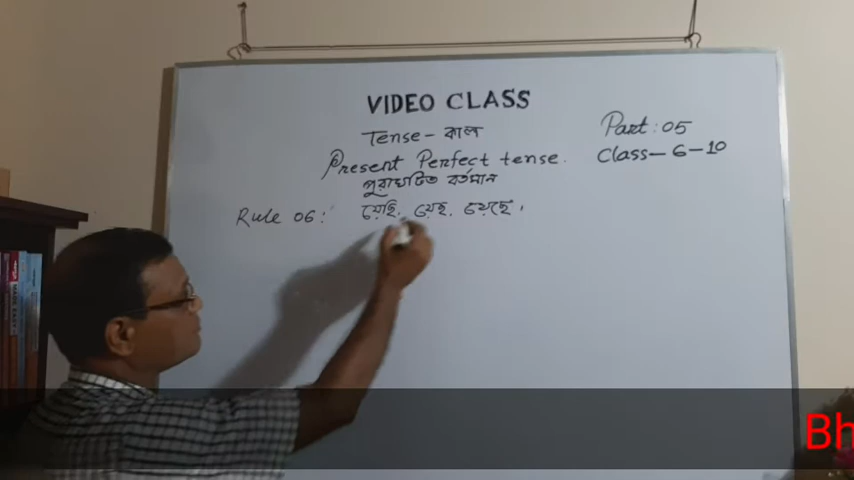 VIDEO CLASS
Tense - কাল
Part : 05
Present Perfect tense.
Class - 6 - 10
পুরাঘটিত বর্তমান
Rule 06: য়েছি, য়েছ, য়েছে,
Bh